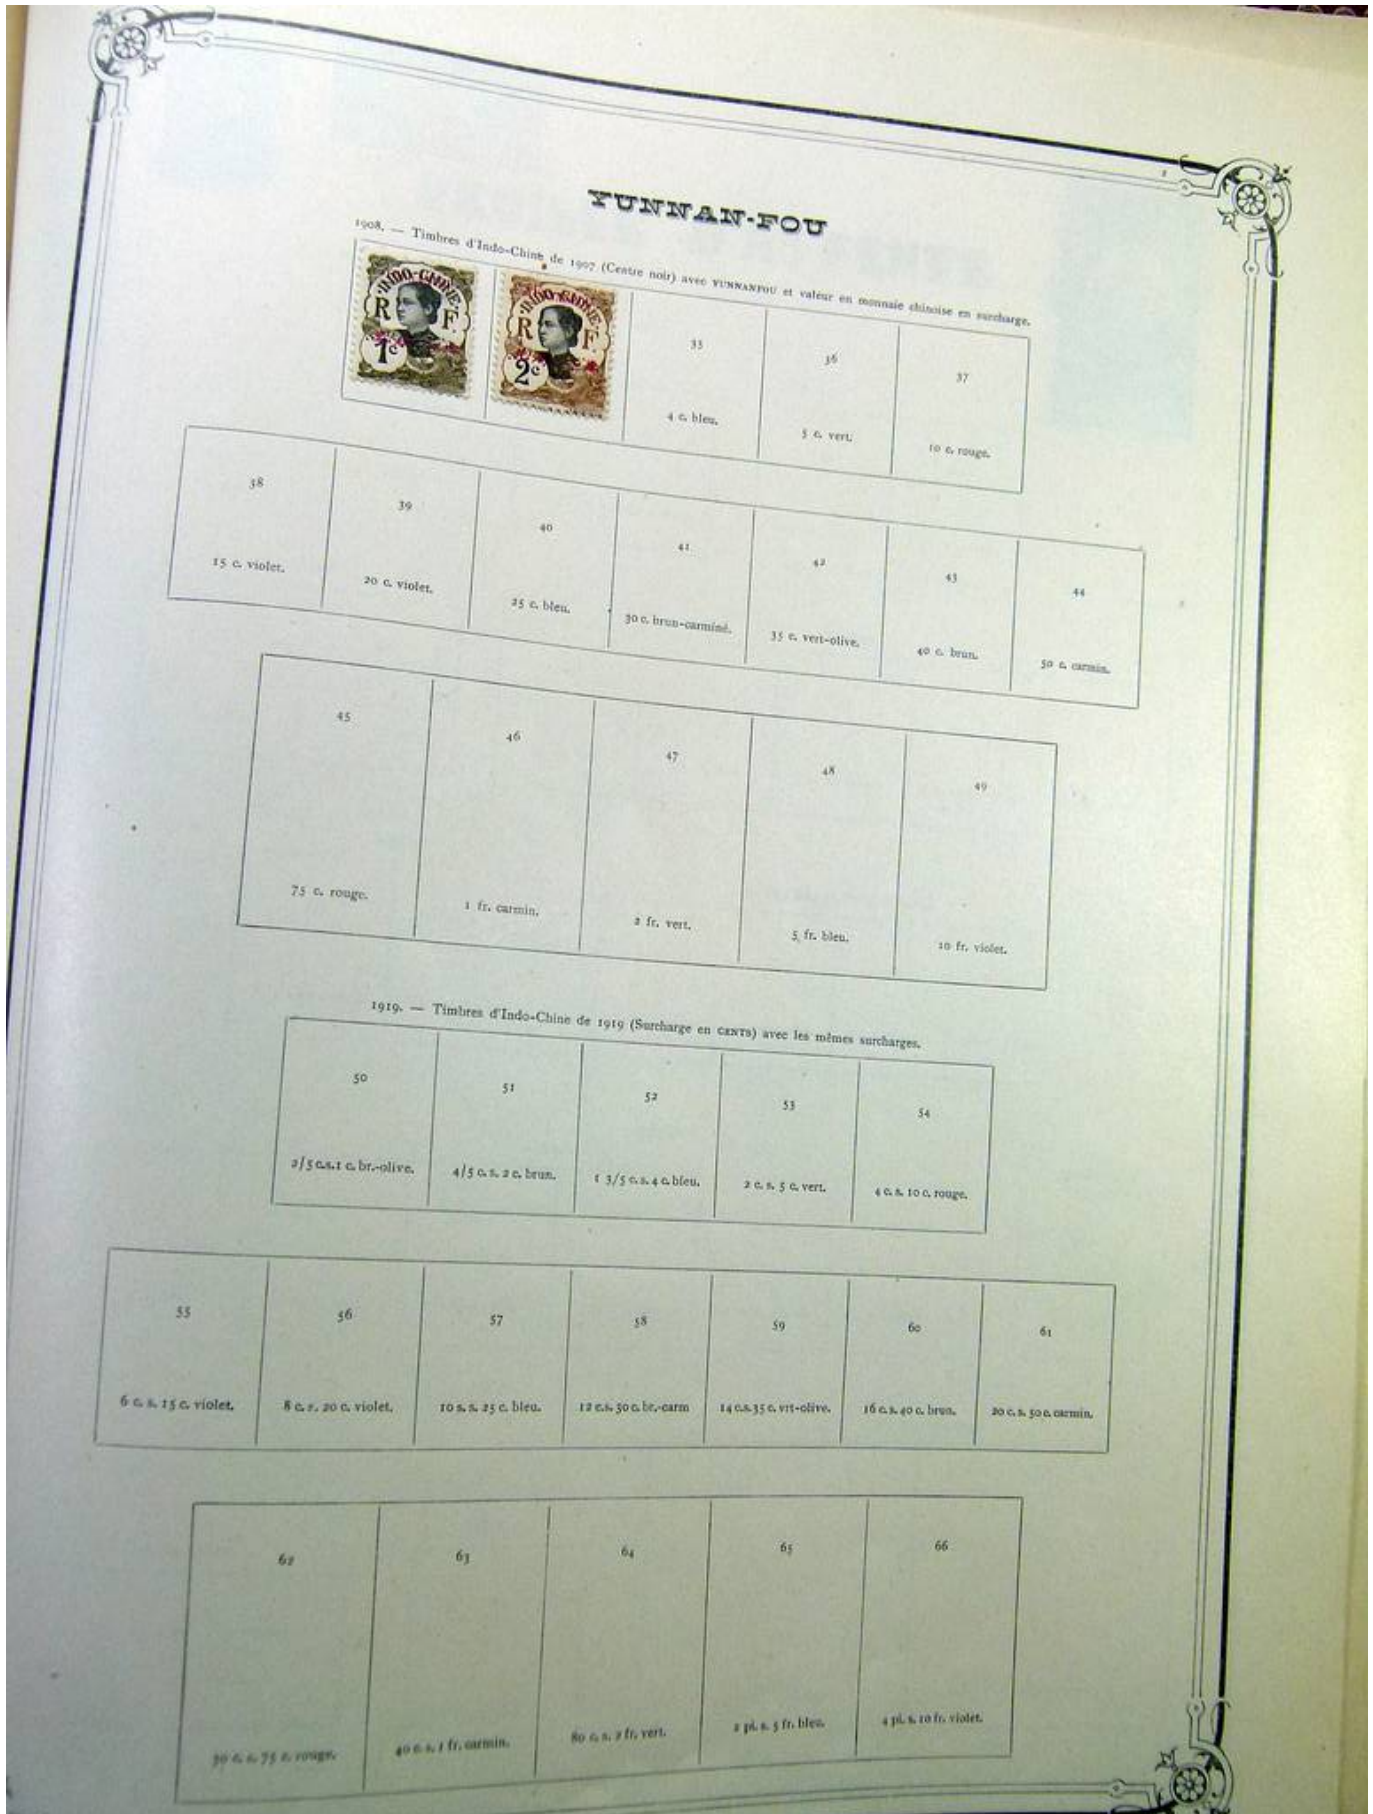 YUNNAN-FOU
1908. — Timbres d'Indo-Chine de 1907 (Centre noir) avec YUNNANFOU et valeur en monnaie chinoise en surcharge.
INDO-CHINE
R F
1c
INDO-CHINE
R F
2c
35
4 c. bleu.
36
5 c. vert.
37
10 c. rouge.
38
15 c. violet.
39
20 c. violet.
40
25 c. bleu.
41
30 c. brun-carminé.
42
35 c. vert-olive.
43
40 c. brun.
44
50 c. carmin.
45
75 c. rouge.
46
1 fr. carmin.
47
2 fr. vert.
48
5 fr. bleu.
49
10 fr. violet.
1919. — Timbres d'Indo-Chine de 1919 (Surcharge en CENTS) avec les mêmes surcharges.
50
2/5 c.s.1 c. br.-olive.
51
4/5 c. s. 2 c. brun.
52
1 3/5 c. s. 4 c. bleu.
53
2 c. s. 5 c. vert.
54
4 c. s. 10 c. rouge.
55
6 c. s. 15 c. violet.
56
8 c. s. 20 c. violet.
57
10 s. s. 25 c. bleu.
58
12 c.s. 30 c. br.-carm
59
14 c.s.35 c. vrt-olive.
60
16 c. s. 40 c. brun.
61
20 c. s. 50 c. carmin.
62
30 c. s. 75 c. rouge.
63
40 c. s. 1 fr. carmin.
64
80 c. s. 2 fr. vert.
65
2 pi. s. 5 fr. bleu.
66
4 pi. s. 10 fr. violet.